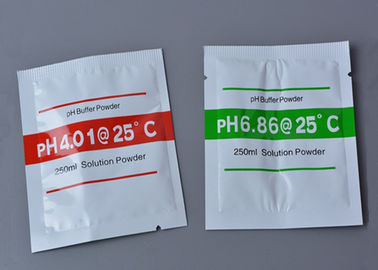 pH Buffer Powder
PH4.01@25°C
250ml Solution Powder
pH Buffer Powder
PH6.86@25°C
250ml Solution Powder